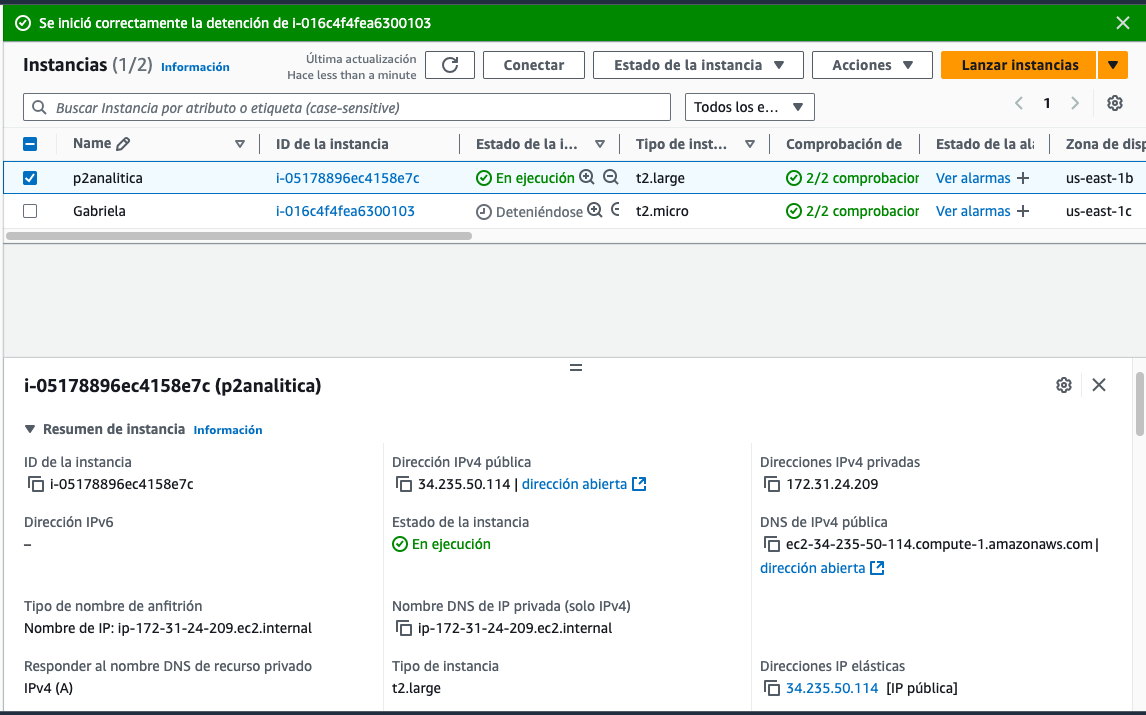 Se inició correctamente la detención de i-016c4f4fea6300103
Instancias (1/2) Información
Última actualización
Hace less than a minute
Conectar
Estado de la instancia
Acciones
Lanzar instancias
Buscar Instancia por atributo o etiqueta (case-sensitive)
Todos los e...
1
Name ID de la instancia Estado de la i... Tipo de inst... Comprobación de Estado de la al Zona de disp
p2analitica i-05178896ec4158e7c En ejecución t2.large 2/2 comprobacion Ver alarmas + us-east-1b
Gabriela i-016c4f4fea6300103 Deteniéndose t2.micro 2/2 comprobacion Ver alarmas + us-east-1c
i-05178896ec4158e7c (p2analitica)
Resumen de instancia Información
ID de la instancia
i-05178896ec4158e7c
Dirección IPv4 pública
34.235.50.114 | dirección abierta
Direcciones IPv4 privadas
172.31.24.209
Dirección IPv6
–
Estado de la instancia
En ejecución
DNS de IPv4 pública
ec2-34-235-50-114.compute-1.amazonaws.com |
dirección abierta
Tipo de nombre de anfitrión
Nombre de IP: ip-172-31-24-209.ec2.internal
Nombre DNS de IP privada (solo IPv4)
ip-172-31-24-209.ec2.internal
Responder al nombre DNS de recurso privado
IPv4 (A)
Tipo de instancia
t2.large
Direcciones IP elásticas
34.235.50.114 [IP pública]